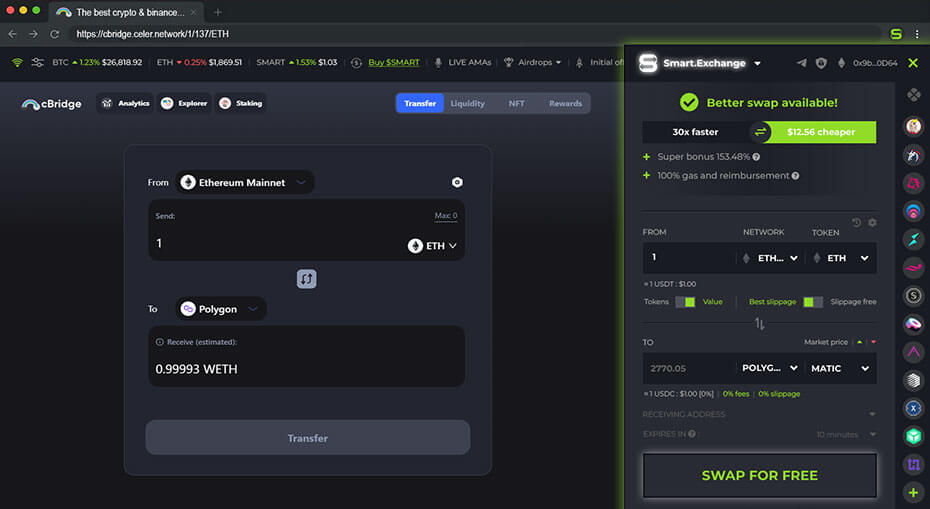 The best crypto & binance...
https://cbridge.celer.network/1/137/ETH
BTC 1.23% $26,818.92 ETH 0.25% $1,869.51 SMART 1.53% $1.03 Buy $SMART LIVE AMAs Airdrops Initial off
Smart.Exchange 0x9b...0D64
cBridge Analytics Explorer Staking Transfer Liquidity NFT Rewards
Better swap available!
30x faster $12.56 cheaper
+ Super bonus 153.48%
+ 100% gas and reimbursement
From Ethereum Mainnet
Send: Max: 0
1 ETH
To Polygon
Receive (estimated):
0.99993 WETH
Transfer
FROM NETWORK TOKEN
1 ETH... ETH
≈ 1 USDT : $1.00
Tokens Value Best slippage Slippage free
TO Market price
2770.05 POLYG... MATIC
≈ 1 USDC : $1.00 [0%] | 0% fees | 0% slippage
RECEIVING ADDRESS
EXPIRES IN : 10 minutes
SWAP FOR FREE